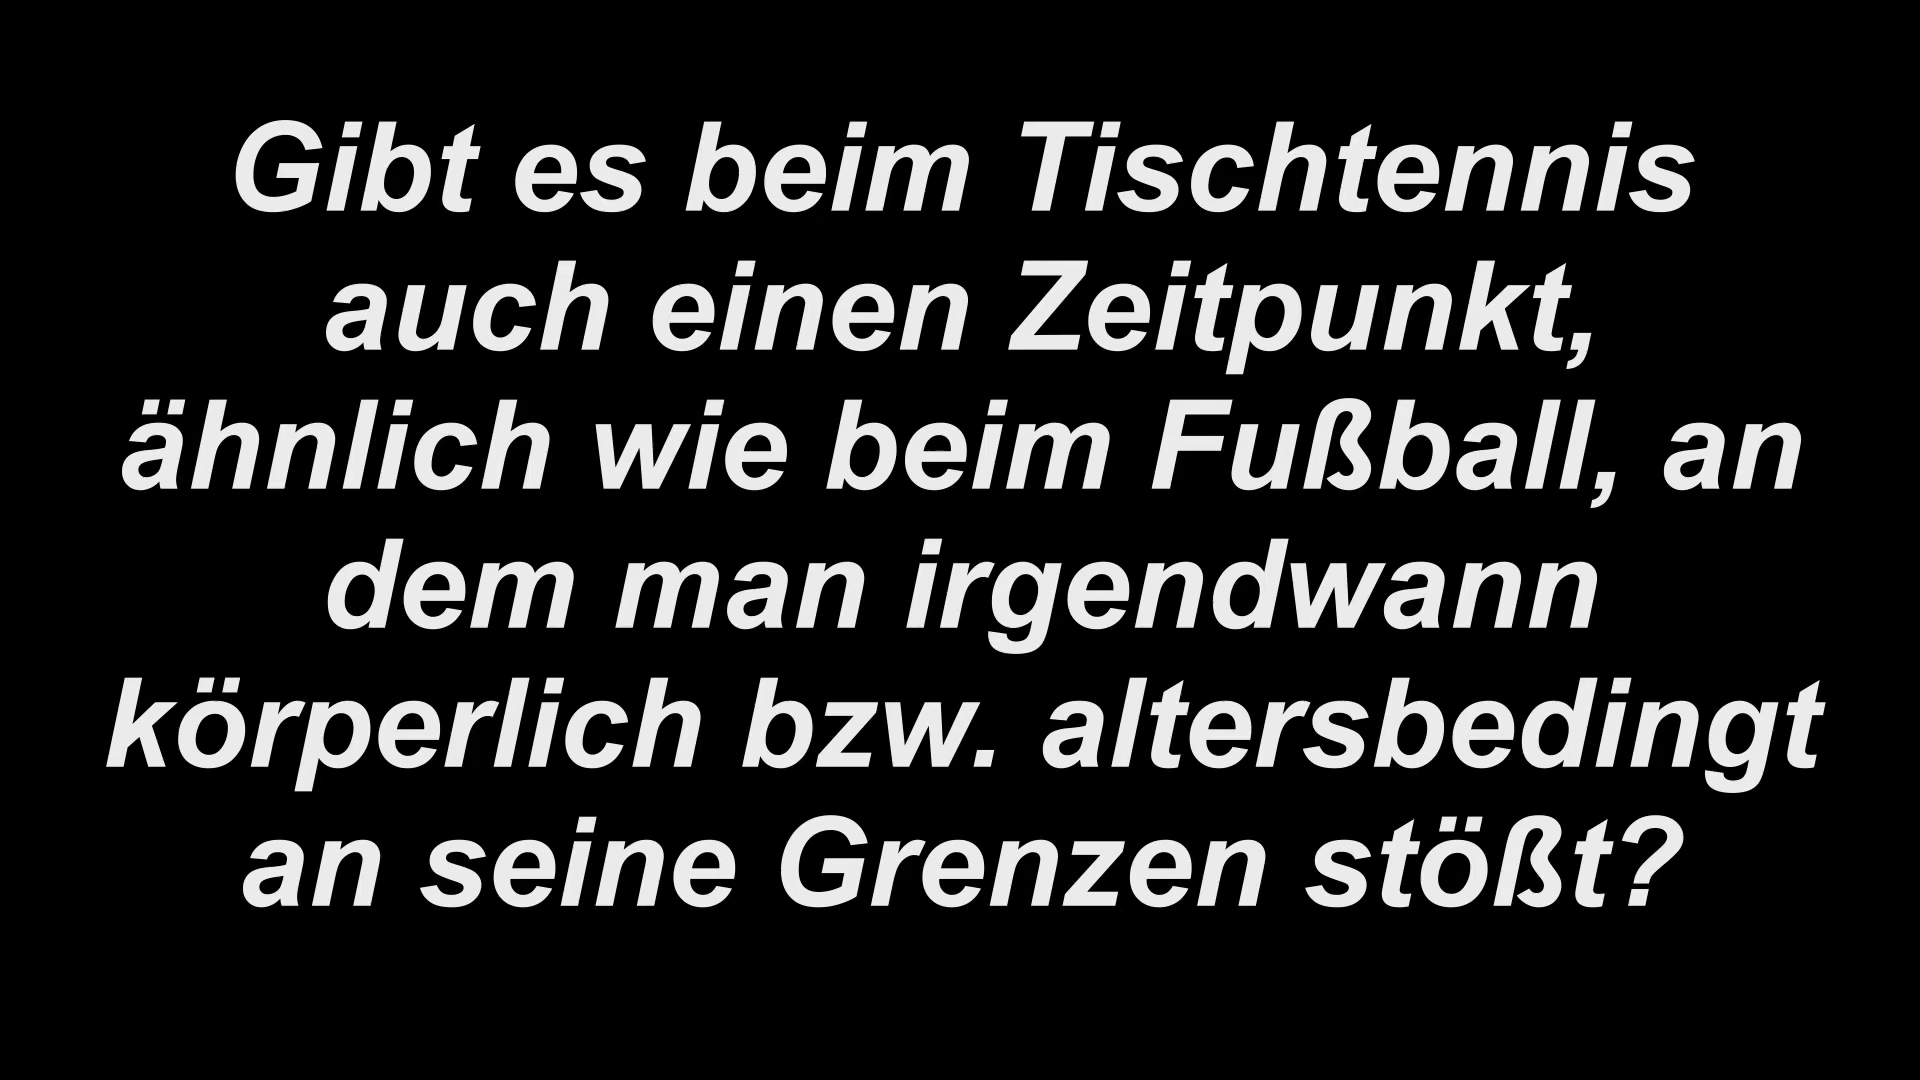 Gibt es beim Tischtennis
auch einen Zeitpunkt,
ähnlich wie beim Fußball, an
dem man irgendwann
körperlich bzw. altersbedingt
an seine Grenzen stößt?